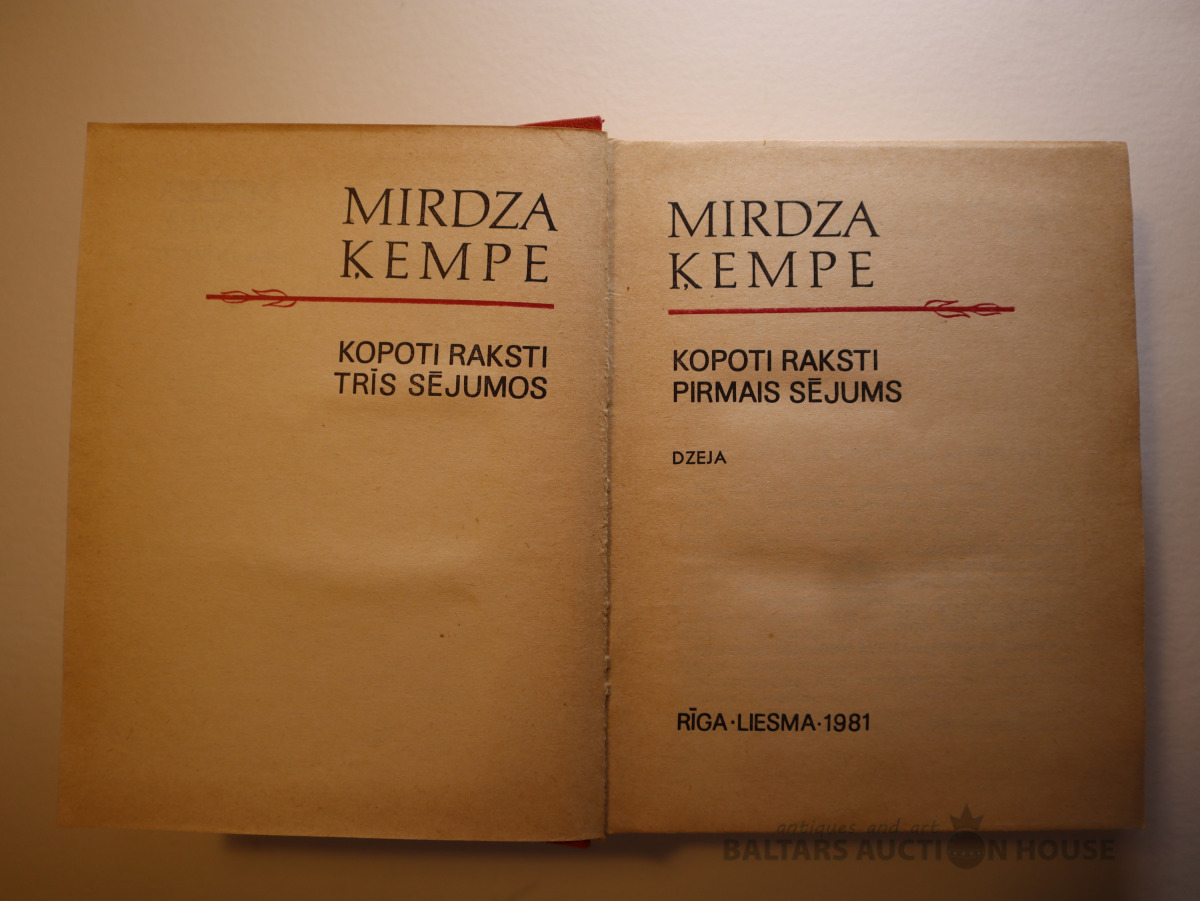 MIRDZA
ĶEMPE
KOPOTI RAKSTI
TRĪS SĒJUMOS
MIRDZA
ĶEMPE
KOPOTI RAKSTI
PIRMAIS SĒJUMS
DZEJA
RĪGA·LIESMA·1981
antiques and art
BALTARS AUCTION HOUSE